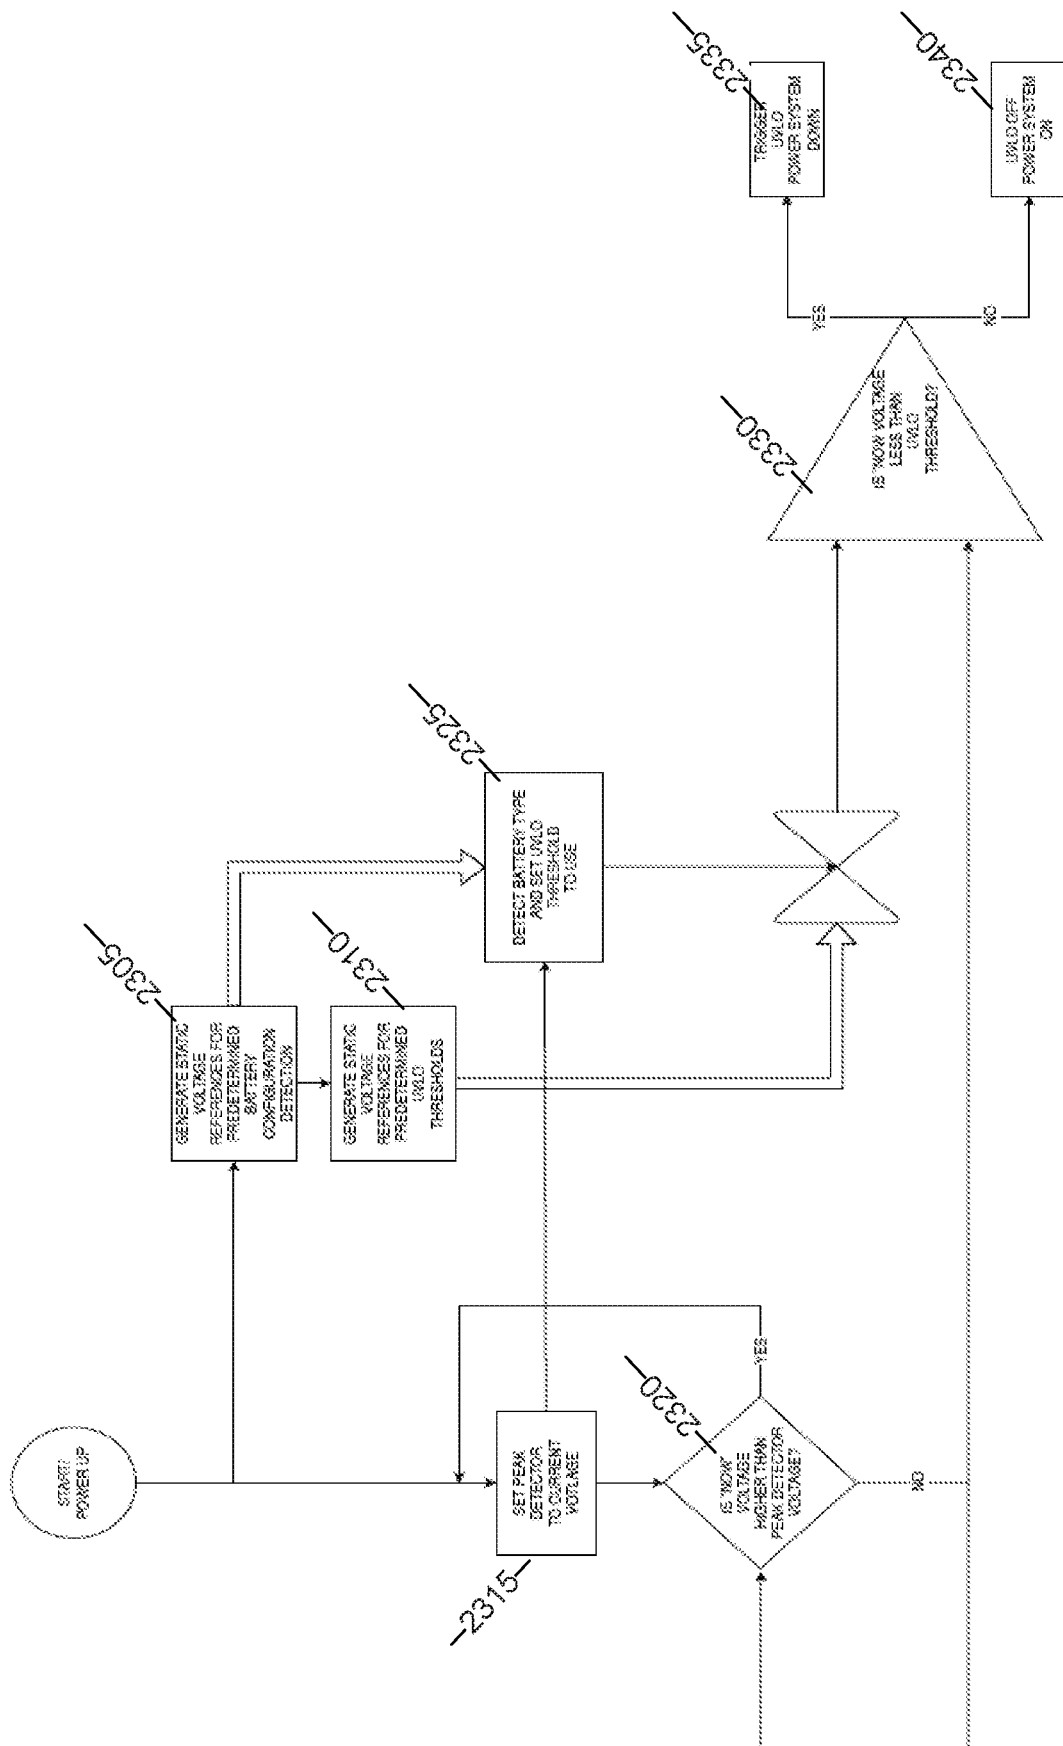 START/
POWER UP
2305
GENERATE STATIC
VOLTAGE
REFERENCES FOR
PREDETERMINED
BATTERY
CONFIGURATION
DETECTION
2310
GENERATE STATIC
VOLTAGE
REFERENCES FOR
PREDETERMINED
UVLO
THRESHOLDS
2315
SET PEAK
DETECTOR
TO CURRENT
VOTLAGE
2320
IS 'NOW'
VOLTAGE
HIGHER THAN
PEAK DETECTOR
VOLTAGE?
YES
NO
2325
DETECT BATTERY TYPE
AND SET UVLO
THRESHOLD
TO USE
2330
IS 'NOW VOLTAGE
LESS THAN
UVLO
THRESHOLD?
YES
NO
2335
TRIGGER
UVLO
POWER SYSTEM
DOWN
2340
UVLO OFF
POWER SYSTEM
ON